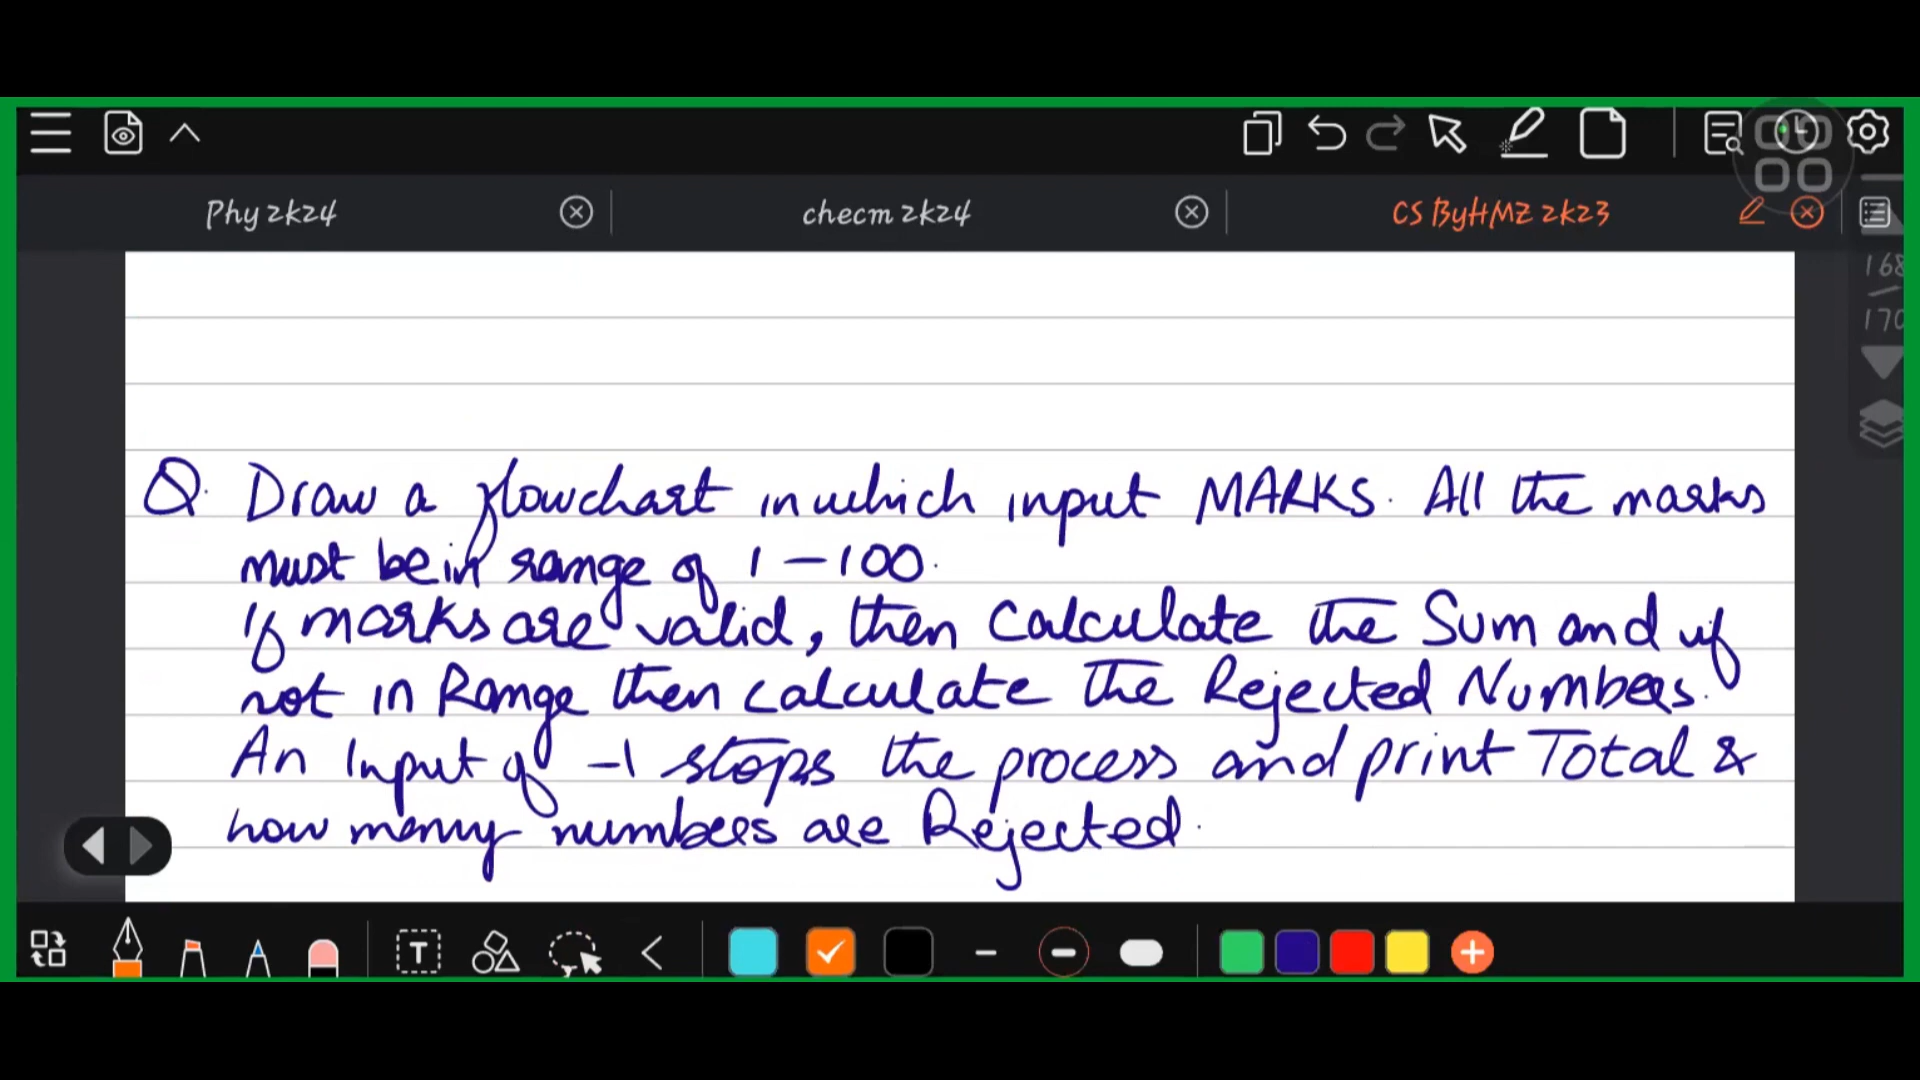 Phy 2k24
checm 2k24
CS ByHMZ 2k23
168
170
Q. Draw a flowchart in which input MARKS. All the marks
must be in range of 1-100.
If marks are valid, then Calculate the Sum and if
not in Range then calculate the Rejected Numbers.
An Input of -1 stops the process and print Total &
how many numbers are Rejected.
T